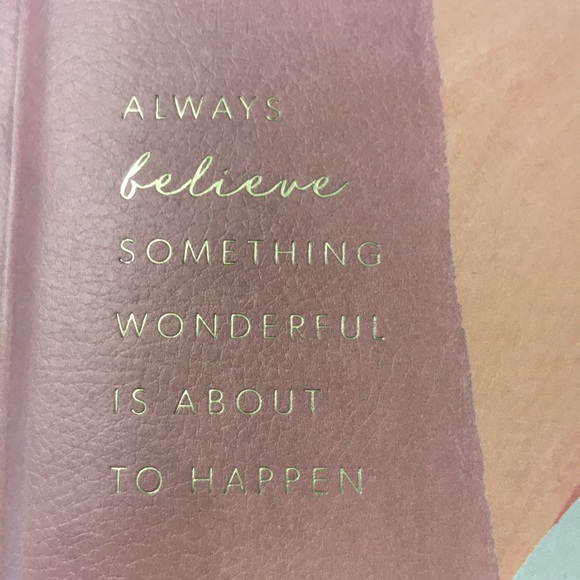 ALWAYS
believe
SOMETHING
WONDERFUL
IS ABOUT
TO HAPPEN